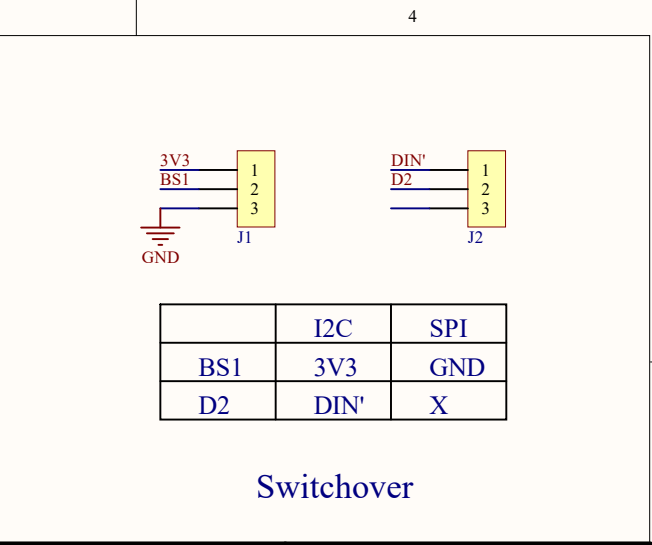 4
3V3
BS1
1
2
3
J1
GND
DIN'
D2
1
2
3
J2
I2C SPI
BS1 3V3 GND
D2 DIN' X
Switchover